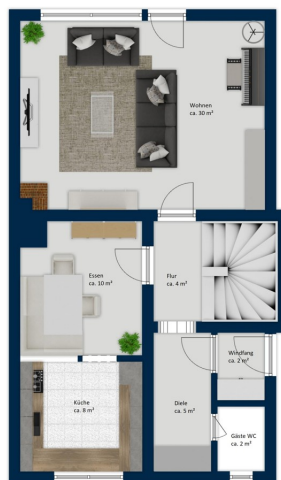 Wohnen
ca. 30 m²
Essen
ca. 10 m²
Flur
ca. 4 m²
Windfang
ca. 2 m²
Küche
ca. 8 m²
Diele
ca. 5 m²
Gäste WC
ca. 2 m²